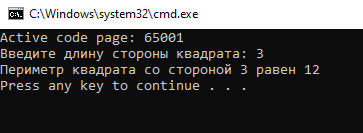 C:\Windows\system32\cmd.exe
Active code page: 65001
Введите длину стороны квадрата: 3
Периметр квадрата со стороной 3 равен 12
Press any key to continue . . .